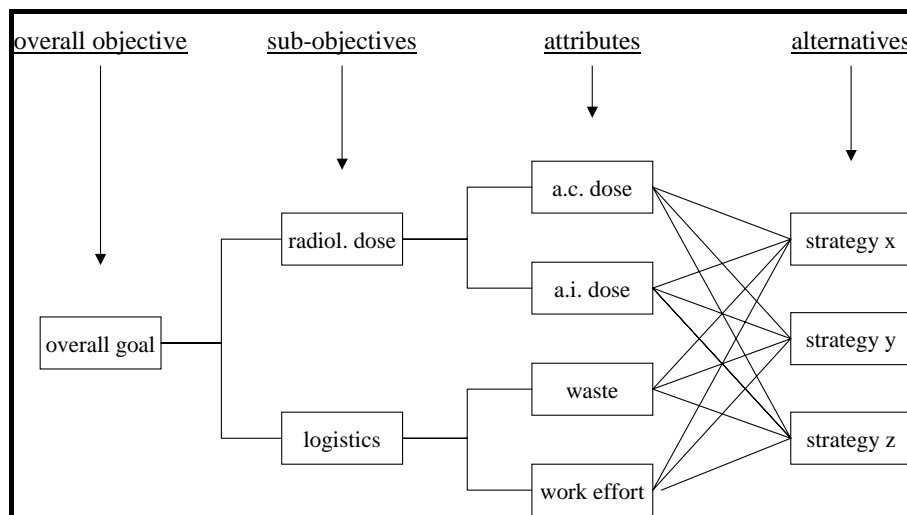 overall objective
sub-objectives
attributes
alternatives
a.c. dose
radiol. dose
strategy x
a.i. dose
overall goal
strategy y
waste
logistics
strategy z
work effort